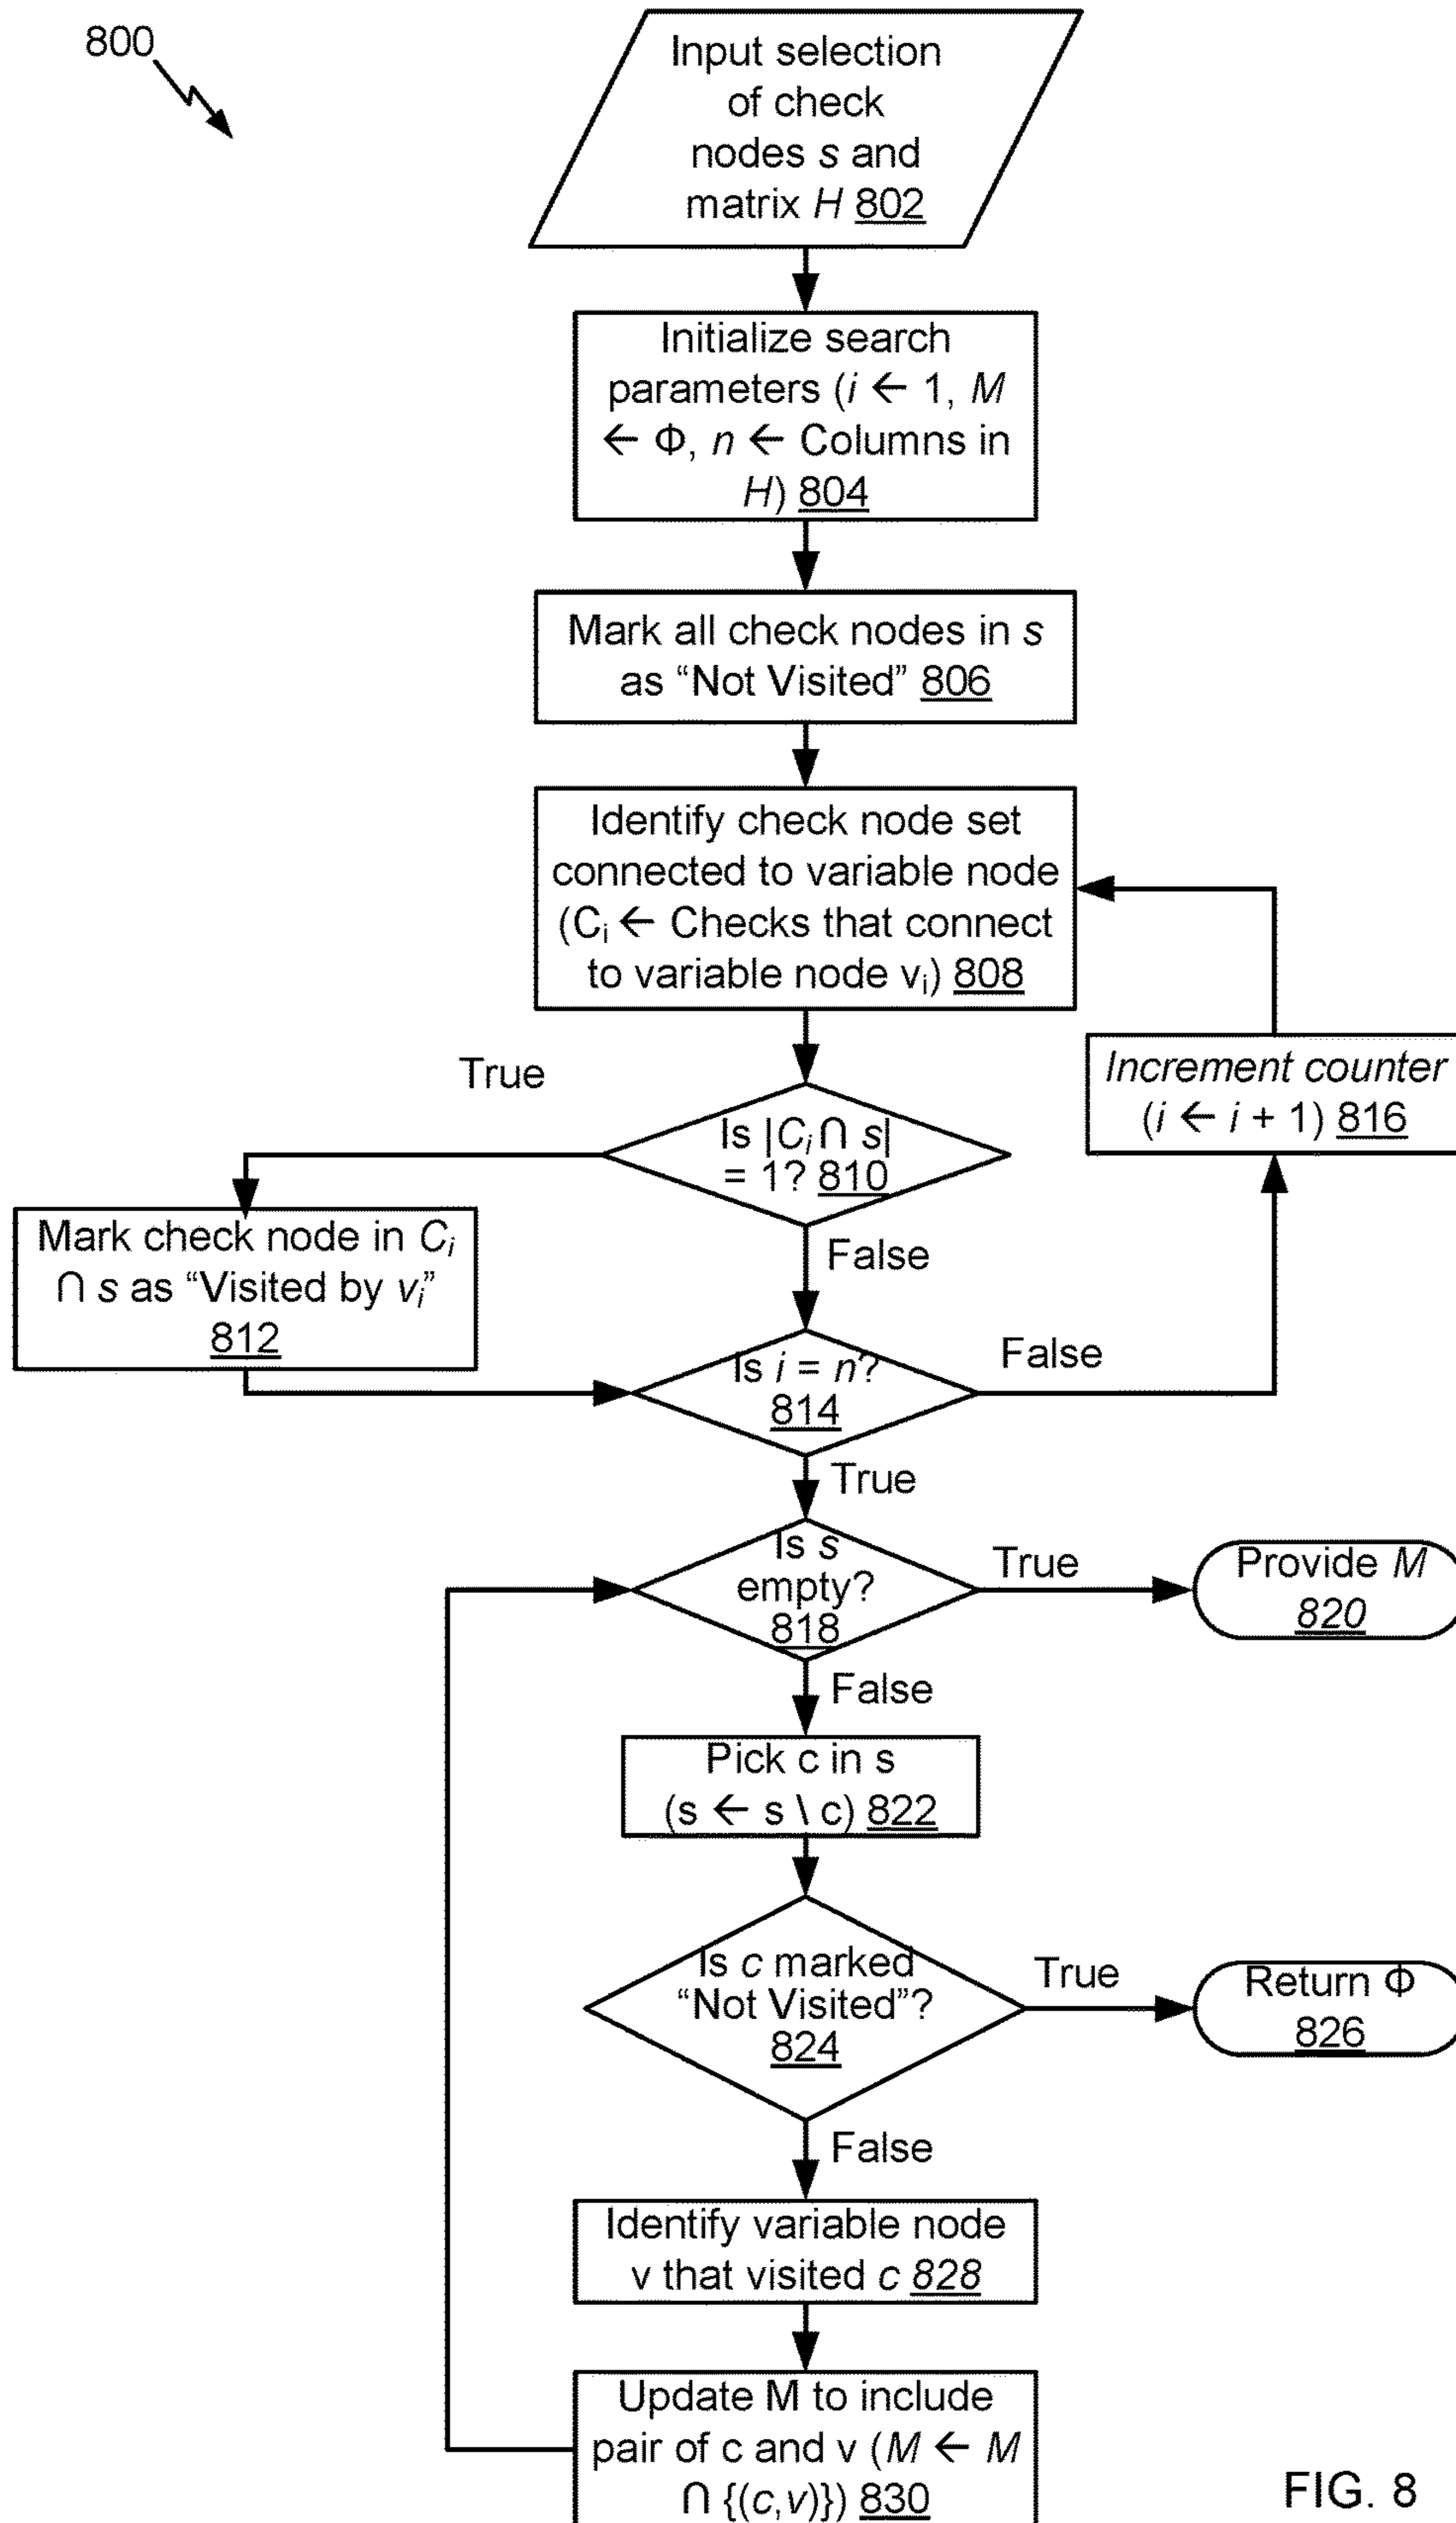 800
Input selection
of check
nodes s and
matrix H 802
Initialize search
parameters (i ← 1, M
← Φ, n ← Columns in
H) 804
Mark all check nodes in s
as “Not Visited” 806
Identify check node set
connected to variable node
(Cᵢ ← Checks that connect
to variable node vᵢ) 808
Increment counter
(i ← i + 1) 816
True
Is |Cᵢ ∩ s|
= 1? 810
Mark check node in Cᵢ
∩ s as “Visited by vᵢ”
812
False
Is i = n?
814
False
True
Is s
empty?
818
True
Provide M
820
False
Pick c in s
(s ← s \ c) 822
Is c marked
“Not Visited”?
824
True
Return Φ
826
False
Identify variable node
v that visited c 828
Update M to include
pair of c and v (M ← M
∩ {(c,v)}) 830
FIG. 8